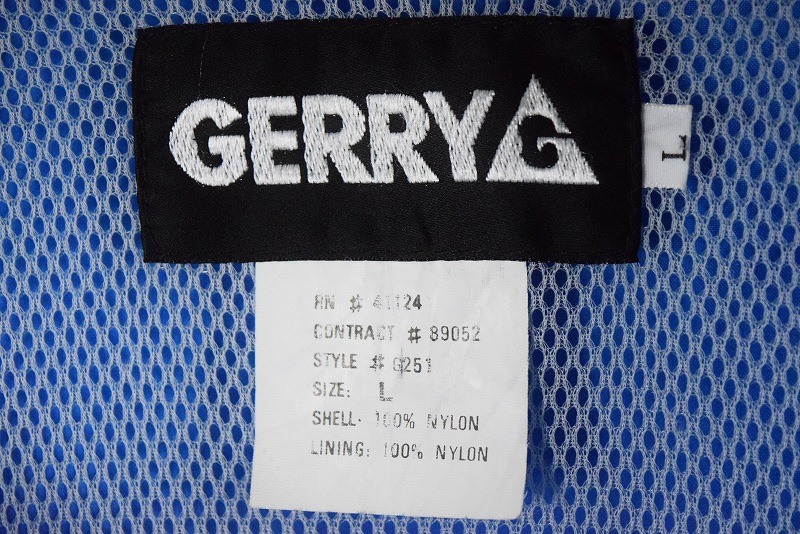 GERRY G
L
RN # 41124
CONTRACT # 89052
STYLE # G251
SIZE: L
SHELL: 100% NYLON
LINING: 100% NYLON